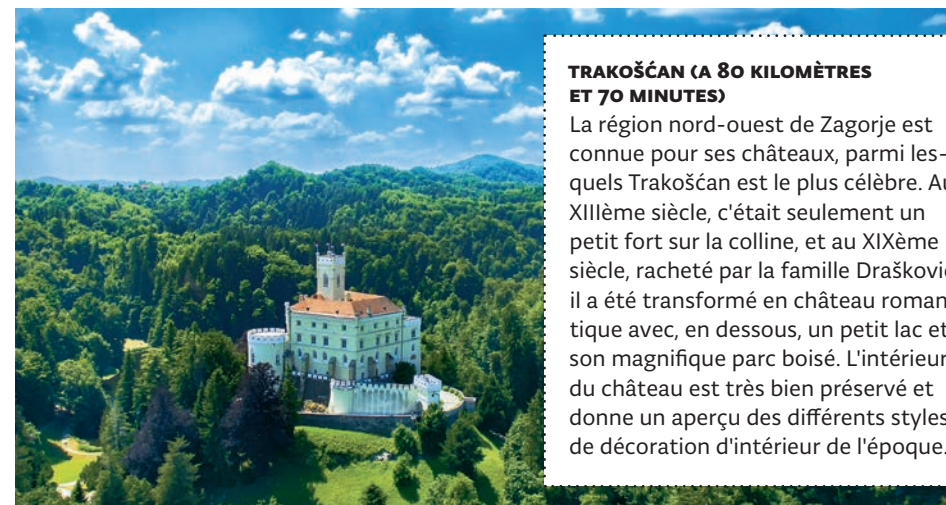 TRAKOŠĆAN (A 80 KILOMÈTRES
ET 70 MINUTES)
La région nord-ouest de Zagorje est
connue pour ses châteaux, parmi les-
quels Trakošćan est le plus célèbre. Au
XIIIème siècle, c'était seulement un
petit fort sur la colline, et au XIXème
siècle, racheté par la famille Draškovic
il a été transformé en château roman
tique avec, en dessous, un petit lac et
son magnifique parc boisé. L'intérieur
du château est très bien préservé et
donne un aperçu des différents styles
de décoration d'intérieur de l'époque.